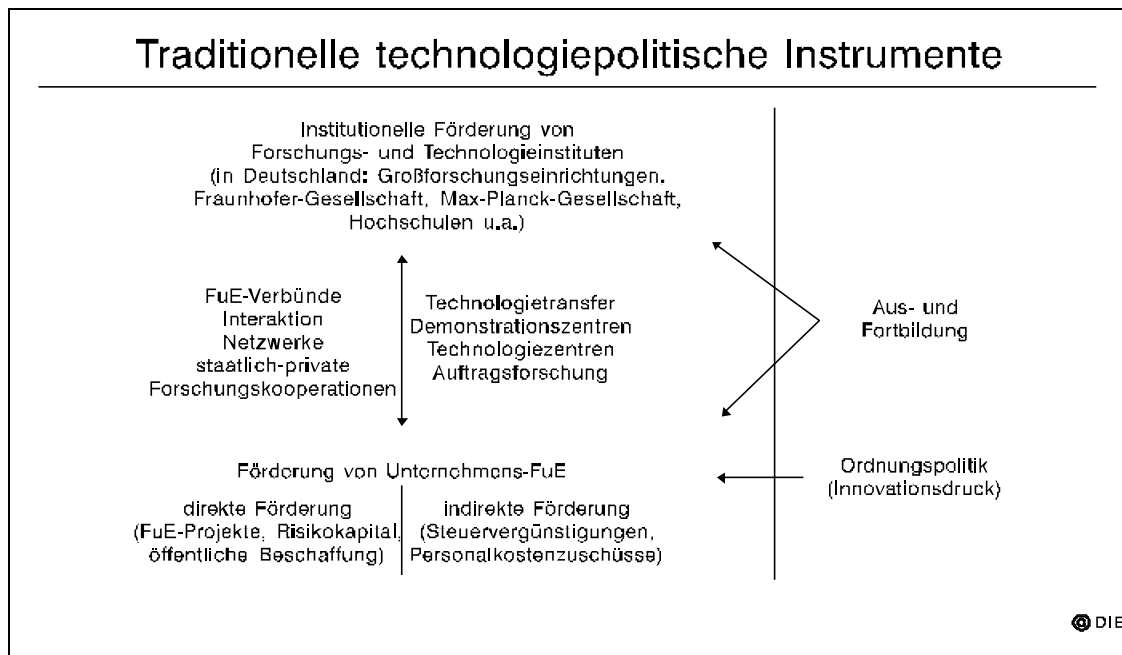 Traditionelle technologiepolitische Instrumente
Institutionelle Förderung von
Forschungs- und Technologieinstituten
(in Deutschland: Großforschungseinrichtungen.
Fraunhofer-Gesellschaft, Max-Planck-Gesellschaft,
Hochschulen u.a.)
FuE-Verbünde
Interaktion
Netzwerke
staatlich-private
Forschungskooperationen
Technologietransfer
Demonstrationszentren
Technologiezentren
Auftragsforschung
Aus- und
Fortbildung
Förderung von Unternehmens-FuE
direkte Förderung
(FuE-Projekte, Risikokapital,
öffentliche Beschaffung)
indirekte Förderung
(Steuervergünstigungen,
Personalkostenzuschüsse)
Ordnungspolitik
(Innovationsdruck)
DIE